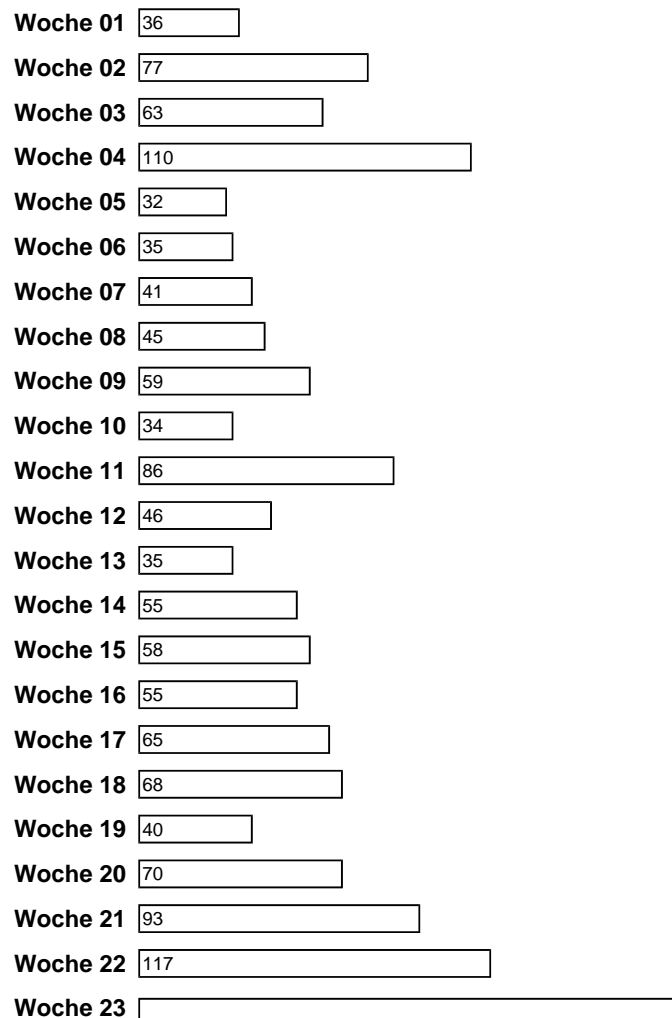 Woche 01 36
Woche 02 77
Woche 03 63
Woche 04 110
Woche 05 32
Woche 06 35
Woche 07 41
Woche 08 45
Woche 09 59
Woche 10 34
Woche 11 86
Woche 12 46
Woche 13 35
Woche 14 55
Woche 15 58
Woche 16 55
Woche 17 65
Woche 18 68
Woche 19 40
Woche 20 70
Woche 21 93
Woche 22 117
Woche 23